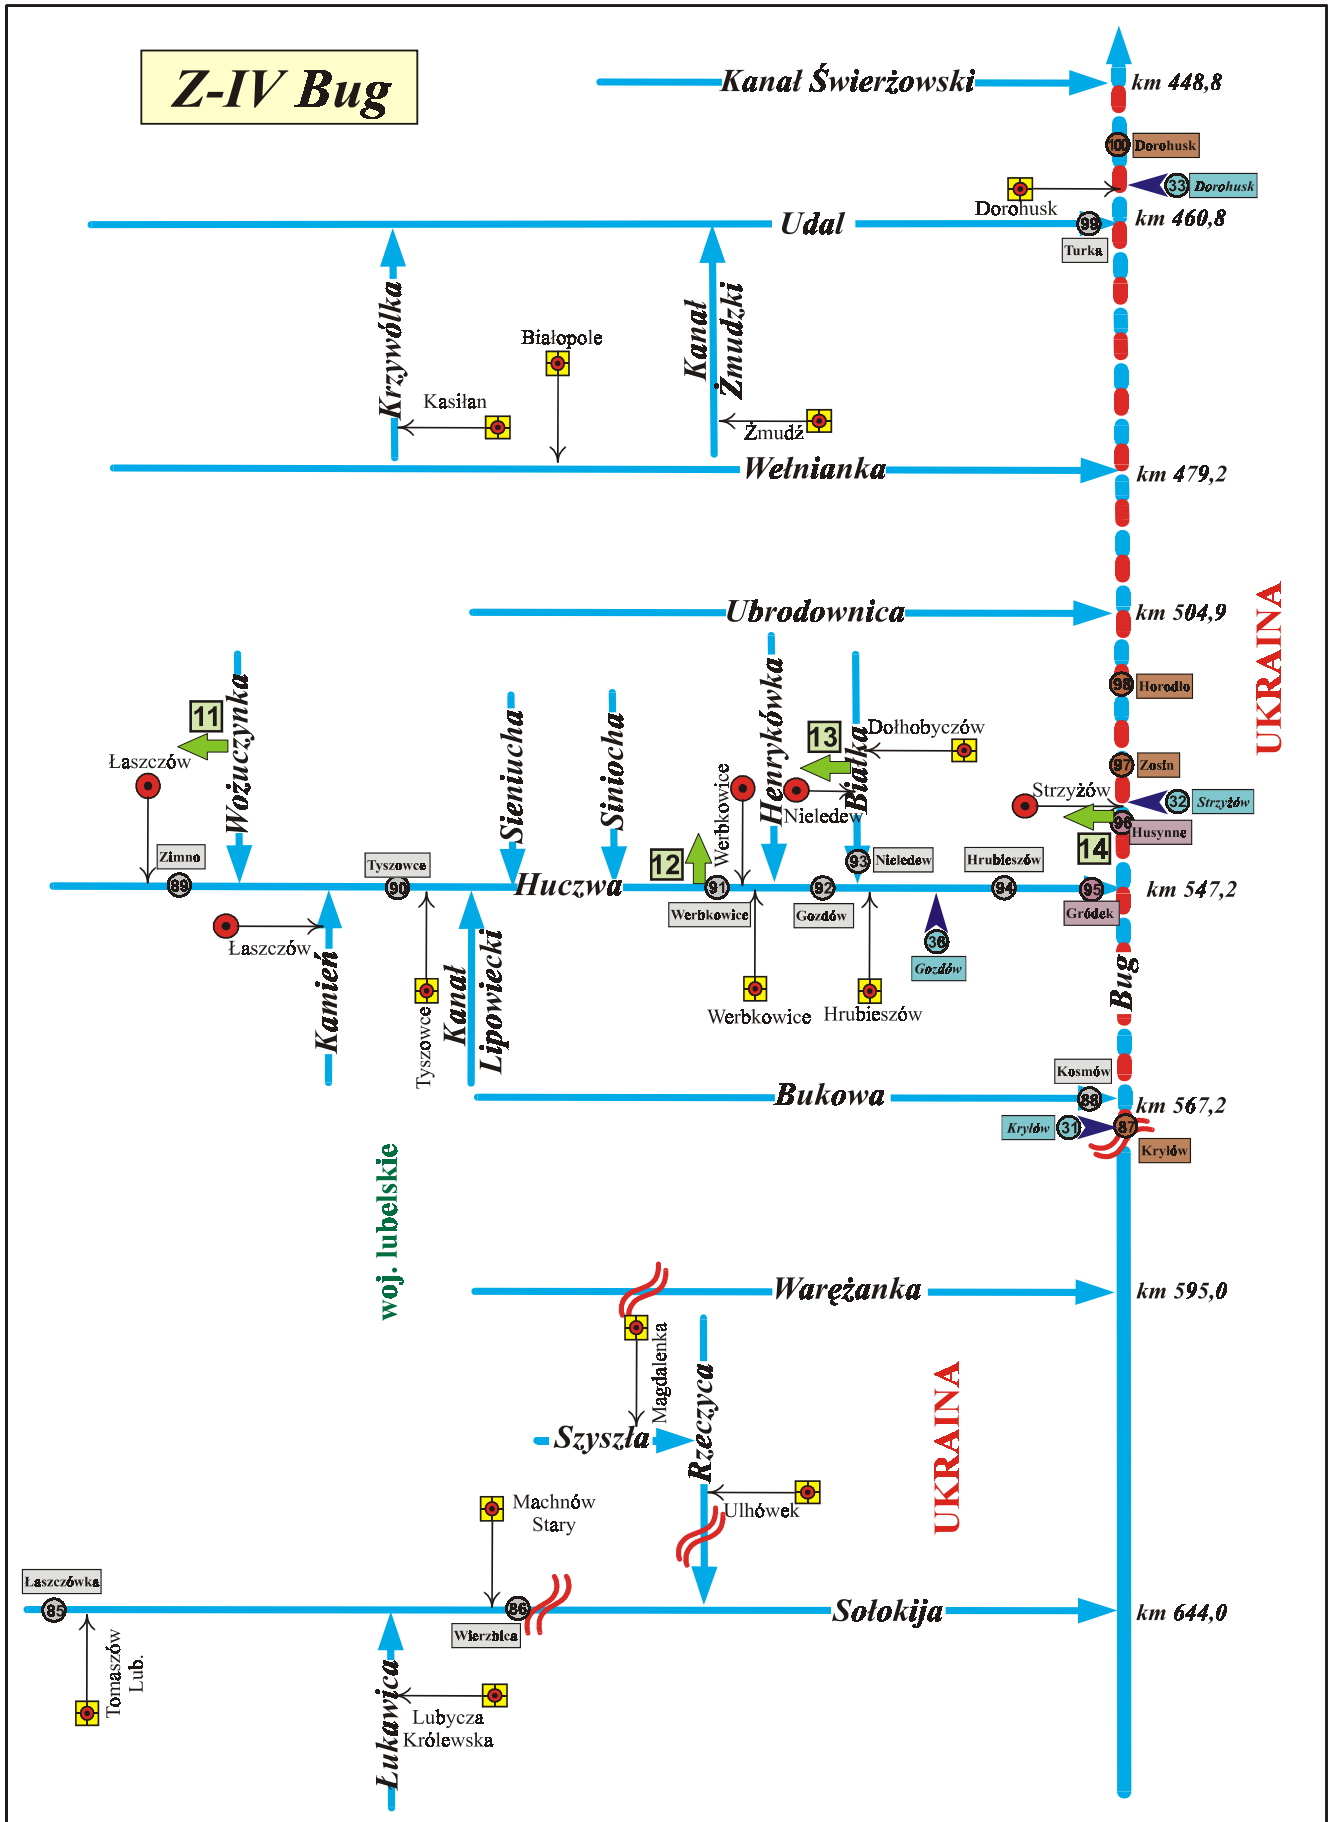 Z-IV Bug
Kanał Świerżowski
km 448,8
100
Dorohusk
33
Dorohusk
Dorohusk
Udal
99
km 460,8
Turka
Krzywólka
Kanał
Żmudzki
Białopole
Kasiłan
Żmudź
Wełnianka
km 479,2
Ubrodownica
km 504,9
UKRAINA
98
Horodło
Wożuczynka
11
Łaszczów
Sieniucha
Siniocha
Henrykówka
Białka
13
Dołhobyczów
Nieledew
Werbkowice
97
Zosin
Strzyżów
32
Strzyżów
96
Husynne
14
12
Zimno
89
Tyszowce
90
Huczwa
91
Werbkowice
92
Gozdów
93
Nieledew
Hrubieszów
94
95
Gródek
km 547,2
36
Gozdów
Łaszczów
Kamień
Tyszowce
Kanał
Lipowiecki
Werbkowice
Hrubieszów
Bug
Bukowa
Kosmów
88
km 567,2
Kryłów
31
87
Kryłów
woj. lubelskie
Warężanka
km 595,0
Magdalenka
Rzeczyca
Szyszła
UKRAINA
Ulhówek
Machnów
Stary
Łaszczówka
85
86
Wierzbica
Sołokija
km 644,0
Tomaszów
Lub.
Łukawica
Lubycza
Królewska